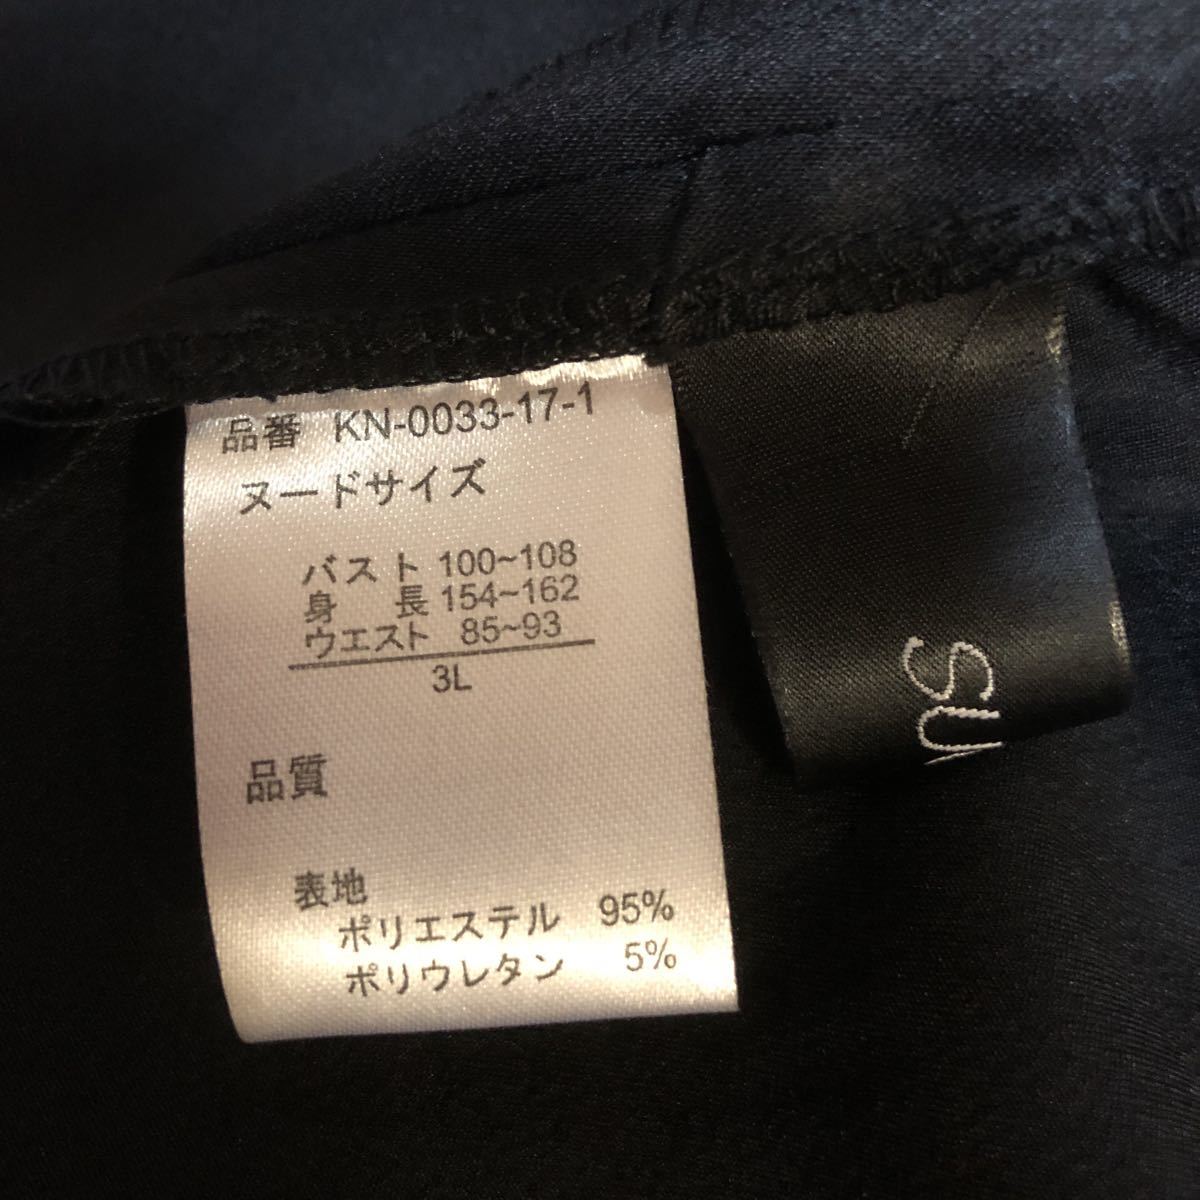 品番 KN-0033-17-1
ヌードサイズ
バスト 100~108
身 長 154~162
ウエスト 85~93
3L
品質
表地
ポリエステル 95%
ポリウレタン 5%
SU